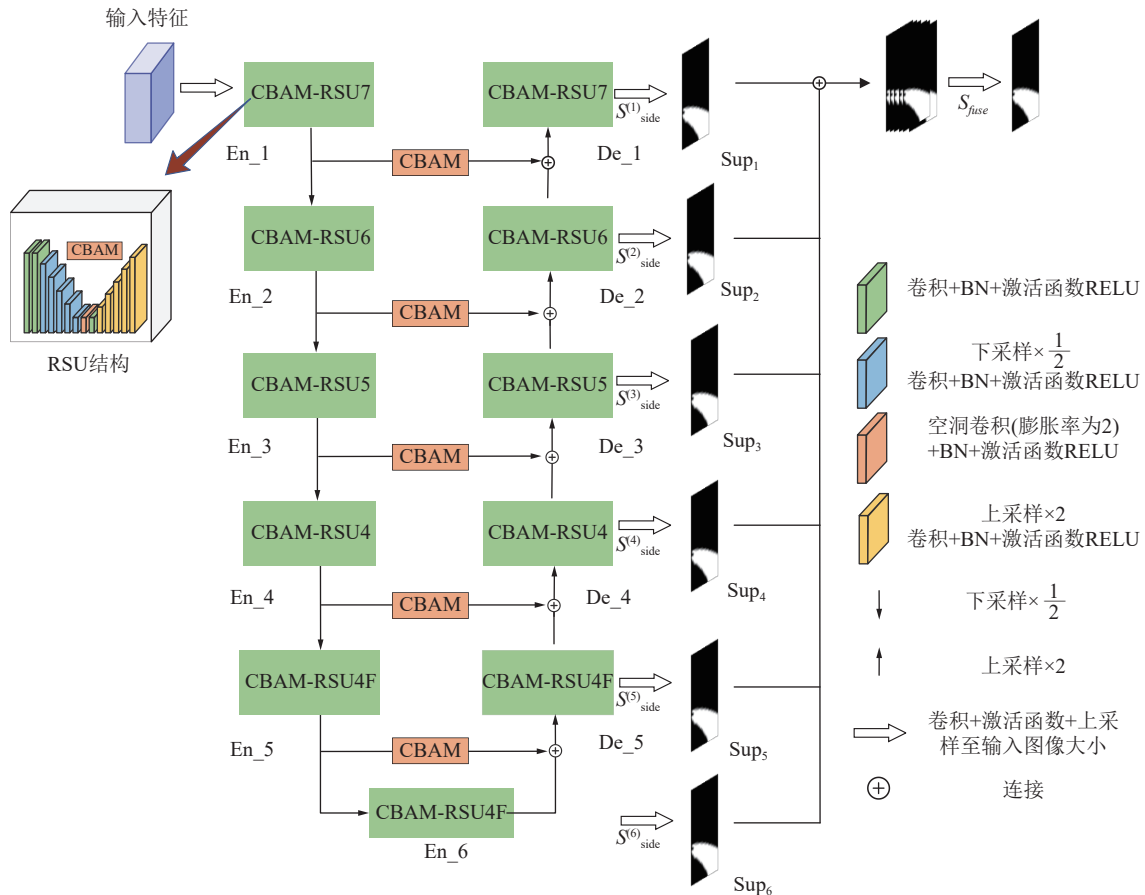 输入特征
CBAM-RSU7
CBAM-RSU7
S⁽¹⁾side
Sfuse
En_1
CBAM
De_1
Sup₁
CBAM
RSU结构
CBAM-RSU6
CBAM-RSU6
S⁽²⁾side
En_2
CBAM
De_2
Sup₂
CBAM-RSU5
CBAM-RSU5
S⁽³⁾side
En_3
CBAM
De_3
Sup₃
CBAM-RSU4
CBAM-RSU4
S⁽⁴⁾side
En_4
CBAM
De_4
Sup₄
CBAM-RSU4F
CBAM-RSU4F
S⁽⁵⁾side
En_5
CBAM
De_5
Sup₅
CBAM-RSU4F
S⁽⁶⁾side
En_6
Sup₆
卷积+BN+激活函数RELU
下采样×1/2
卷积+BN+激活函数RELU
空洞卷积(膨胀率为2)
+BN+激活函数RELU
上采样×2
卷积+BN+激活函数RELU
下采样×1/2
上采样×2
卷积+激活函数+上采
样至输入图像大小
连接